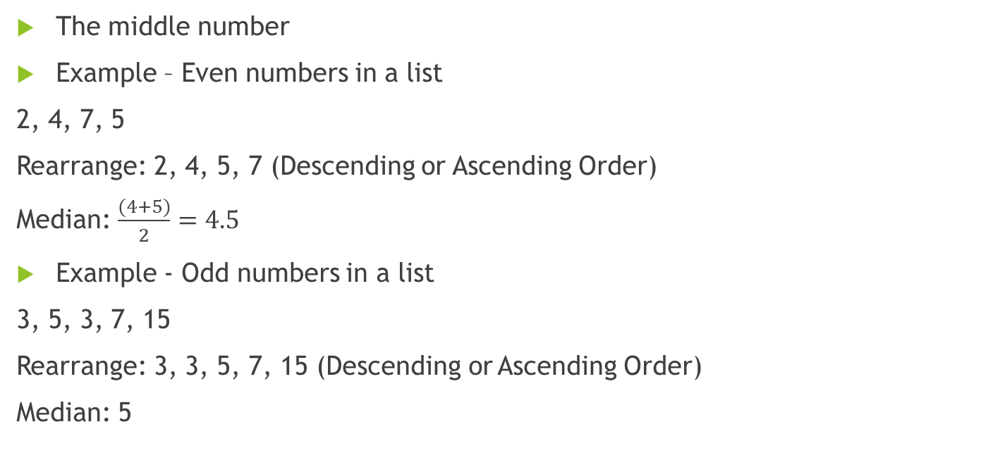 The middle number
Example – Even numbers in a list
2, 4, 7, 5
Rearrange: 2, 4, 5, 7 (Descending or Ascending Order)
Median: (4+5)/2 = 4.5
Example - Odd numbers in a list
3, 5, 3, 7, 15
Rearrange: 3, 3, 5, 7, 15 (Descending or Ascending Order)
Median: 5